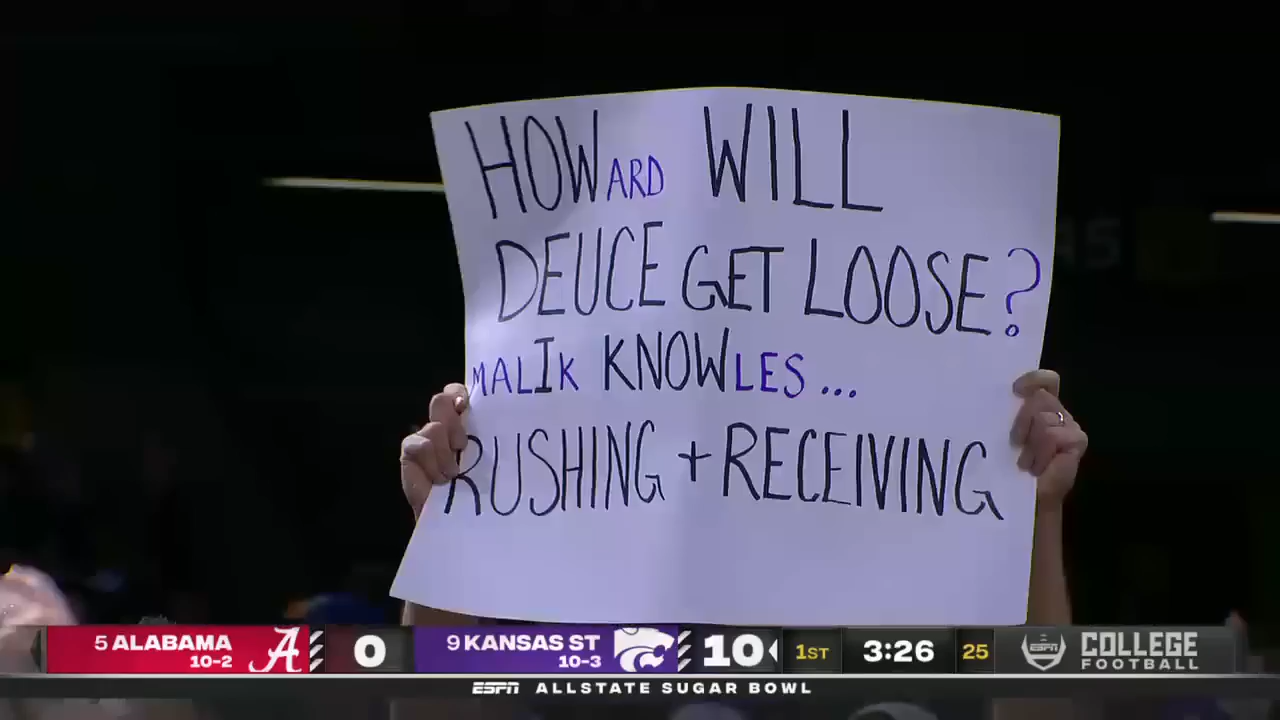 HOWARD WILL
DEUCE GET LOOSE?
MALIK KNOWLES...
RUSHING + RECEIVING
5 ALABAMA 10-2 A 0 9 KANSAS ST 10-3 10 1ST 3:26 25 ESPN COLLEGE FOOTBALL
ESPN ALLSTATE SUGAR BOWL